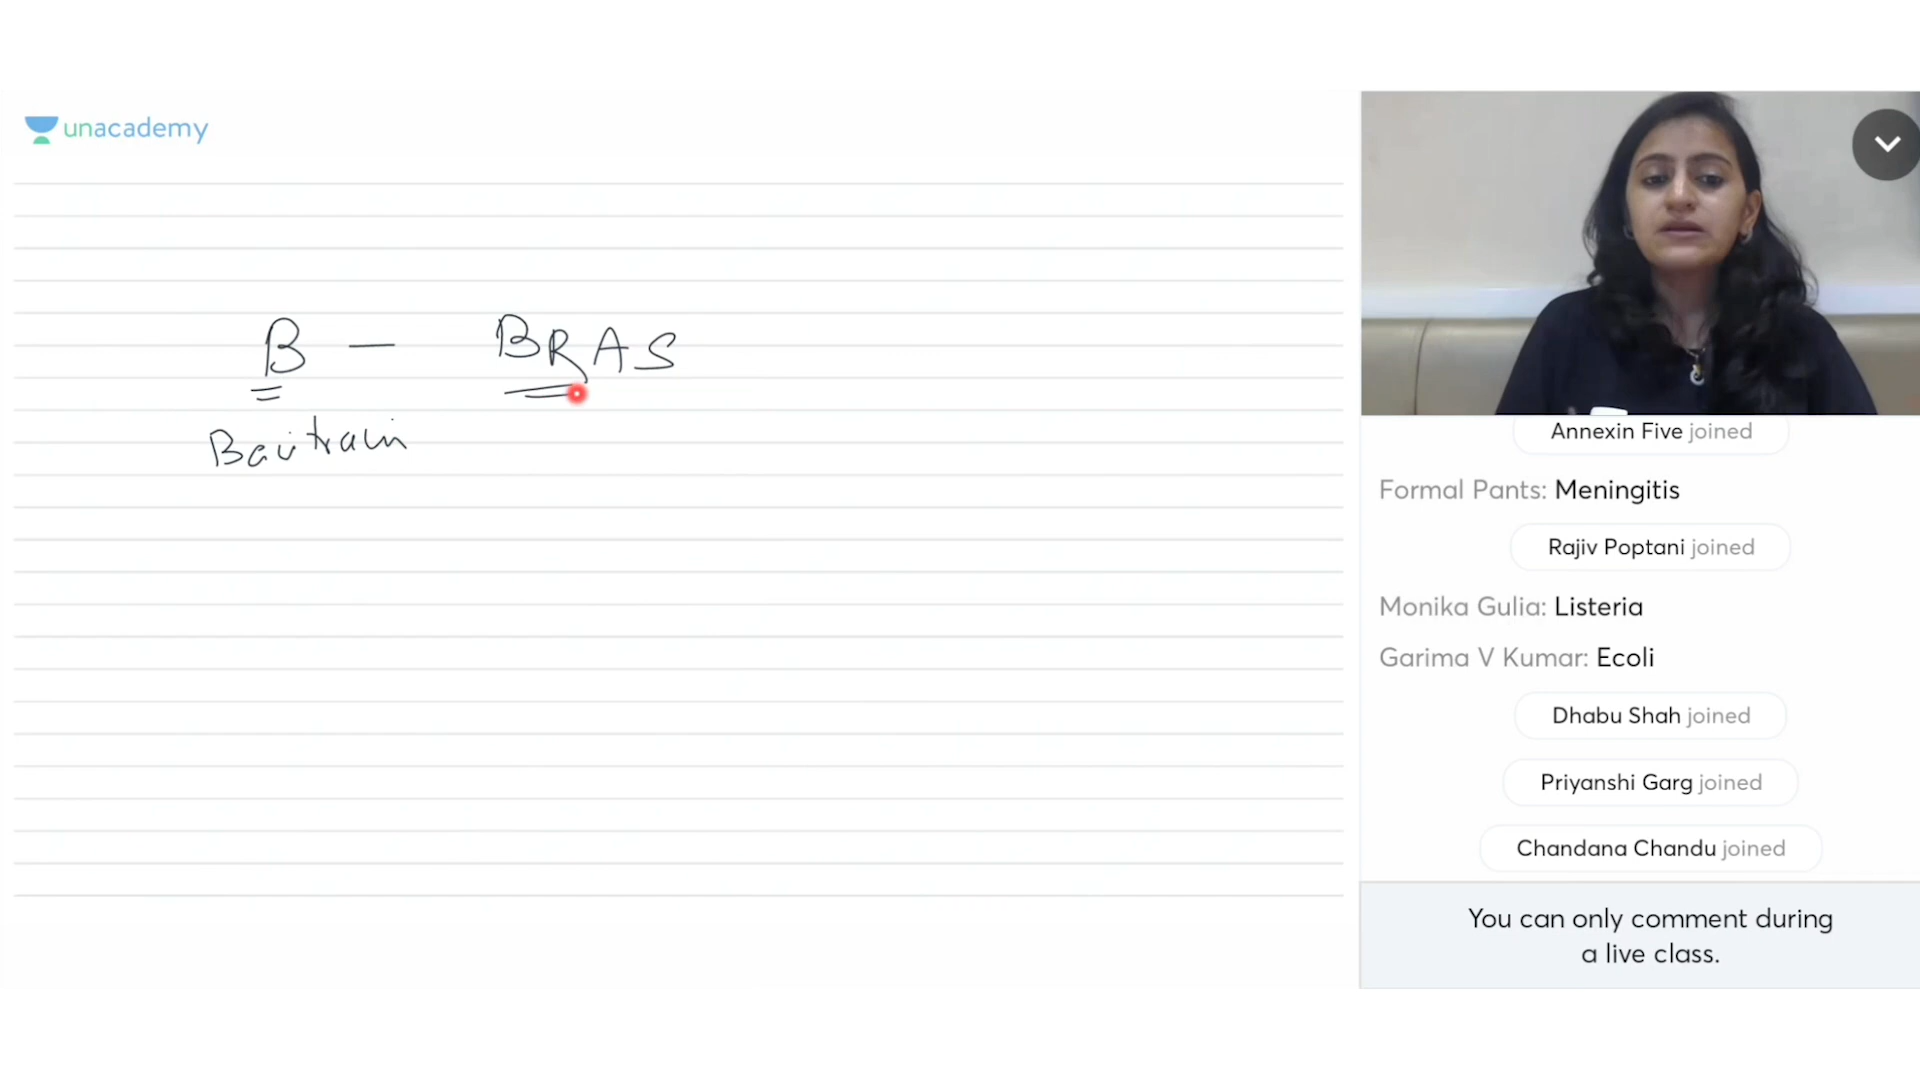 unacademy
B — BRAS
Annexin Five joined
Formal Pants: Meningitis
Rajiv Poptani joined
Monika Gulia: Listeria
Garima V Kumar: Ecoli
Dhabu Shah joined
Priyanshi Garg joined
Chandana Chandu joined
You can only comment during
a live class.